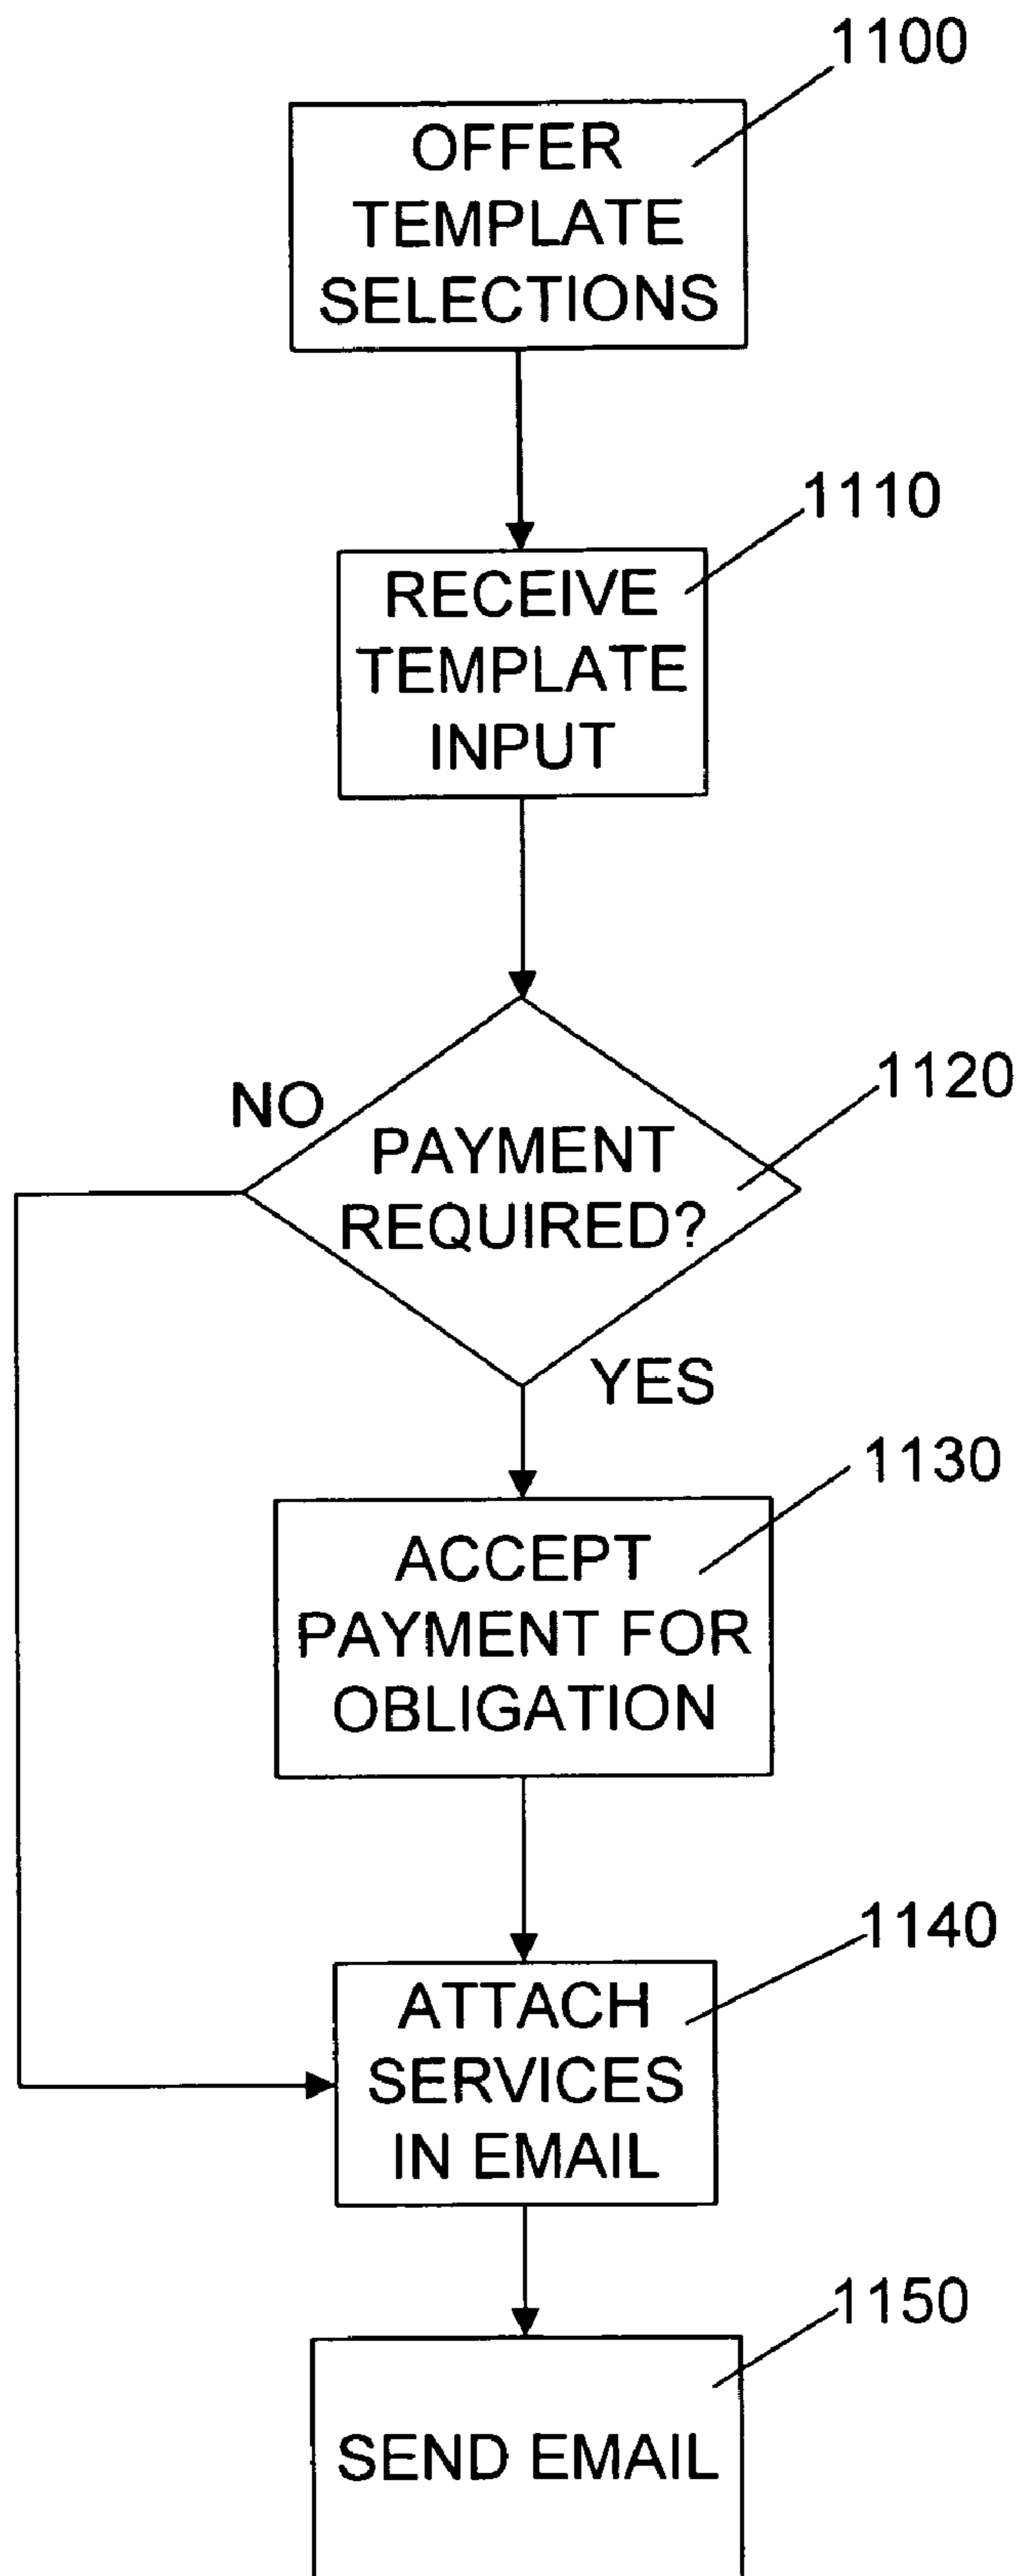 1100
OFFER
TEMPLATE
SELECTIONS
1110
RECEIVE
TEMPLATE
INPUT
1120
NO
PAYMENT
REQUIRED?
YES
1130
ACCEPT
PAYMENT FOR
OBLIGATION
1140
ATTACH
SERVICES
IN EMAIL
1150
SEND EMAIL